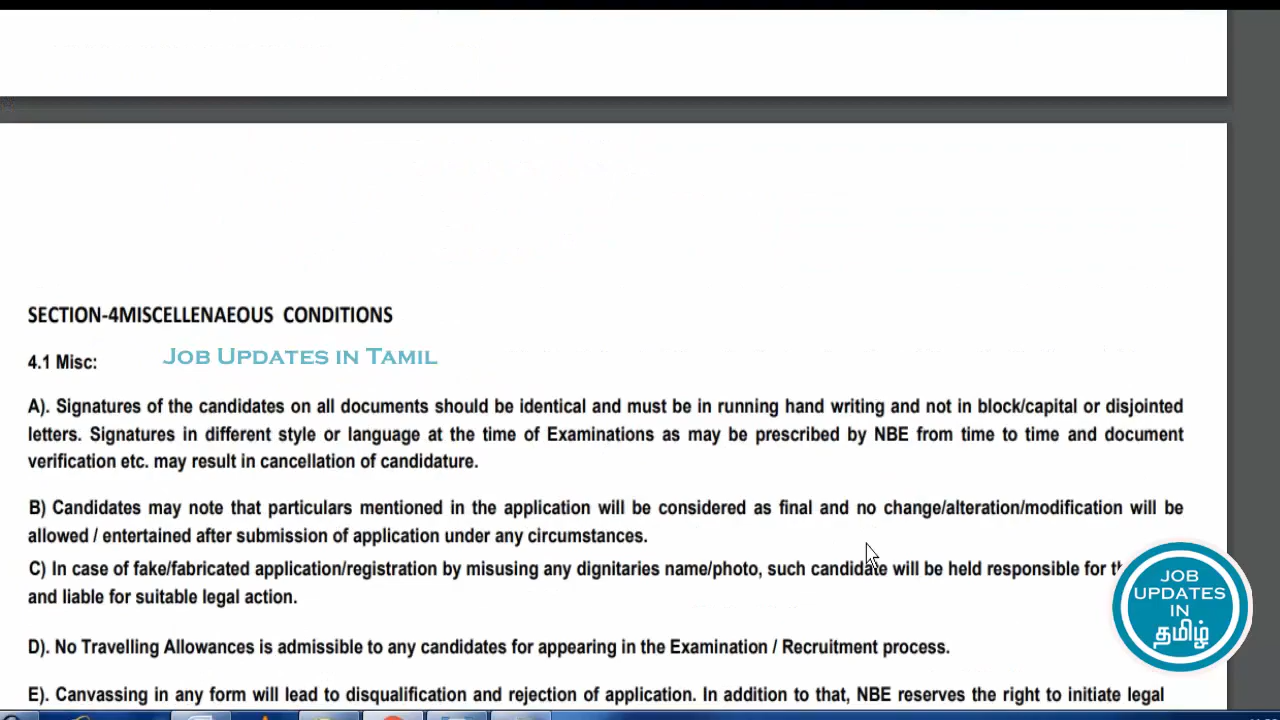 SECTION-4MISCELLENAEOUS CONDITIONS
4.1 Misc:
JOB UPDATES IN TAMIL
A). Signatures of the candidates on all documents should be identical and must be in running hand writing and not in block/capital or disjointed
letters. Signatures in different style or language at the time of Examinations as may be prescribed by NBE from time to time and document
verification etc. may result in cancellation of candidature.
B) Candidates may note that particulars mentioned in the application will be considered as final and no change/alteration/modification will be
allowed / entertained after submission of application under any circumstances.
C) In case of fake/fabricated application/registration by misusing any dignitaries name/photo, such candidate will be held responsible for
and liable for suitable legal action.
D). No Travelling Allowances is admissible to any candidates for appearing in the Examination / Recruitment process.
E). Canvassing in any form will lead to disqualification and rejection of application. In addition to that, NBE reserves the right to initiate legal
JOB
UPDATES
IN
தமிழ்